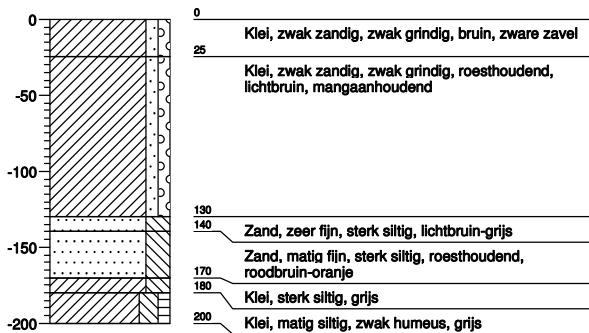 0
0
Klei, zwak zandig, zwak grindig, bruin, zware zavel
25
Klei, zwak zandig, zwak grindig, roesthoudend,
lichtbruin, mangaanhoudend
-50
-100
130
140
Zand, zeer fijn, sterk siltig, lichtbruin-grijs
-150
Zand, matig fijn, sterk siltig, roesthoudend,
roodbruin-oranje
170
180
Klei, sterk siltig, grijs
-200
200
Klei, matig siltig, zwak humeus, grijs